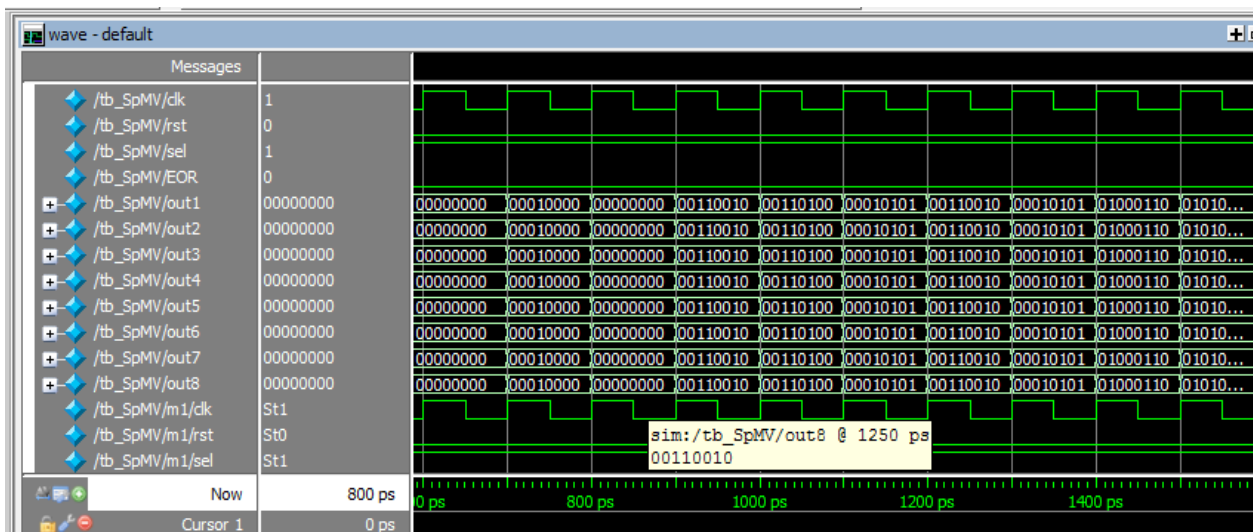 wave - default
Messages
/tb_SpMV/clk 1
/tb_SpMV/rst 0
/tb_SpMV/sel 1
/tb_SpMV/EOR 0
/tb_SpMV/out1 00000000 00000000 00010000 00000000 00110010 00110100 00010101 00110010 00010101 01000110 01010...
/tb_SpMV/out2 00000000 00000000 00010000 00000000 00110010 00110100 00010101 00110010 00010101 01000110 01010...
/tb_SpMV/out3 00000000 00000000 00010000 00000000 00110010 00110100 00010101 00110010 00010101 01000110 01010...
/tb_SpMV/out4 00000000 00000000 00010000 00000000 00110010 00110100 00010101 00110010 00010101 01000110 01010...
/tb_SpMV/out5 00000000 00000000 00010000 00000000 00110010 00110100 00010101 00110010 00010101 01000110 01010...
/tb_SpMV/out6 00000000 00000000 00010000 00000000 00110010 00110100 00010101 00110010 00010101 01000110 01010...
/tb_SpMV/out7 00000000 00000000 00010000 00000000 00110010 00110100 00010101 00110010 00010101 01000110 01010...
/tb_SpMV/out8 00000000 00000000 00010000 00000000 00110010 00110100 00010101 00110010 00010101 01000110 01010...
/tb_SpMV/m1/clk St1
/tb_SpMV/m1/rst St0
sim:/tb_SpMV/out8 @ 1250 ps
/tb_SpMV/m1/sel St1
00110010
Now 800 ps 0 ps 800 ps 1000 ps 1200 ps 1400 ps
Cursor 1 0 ps